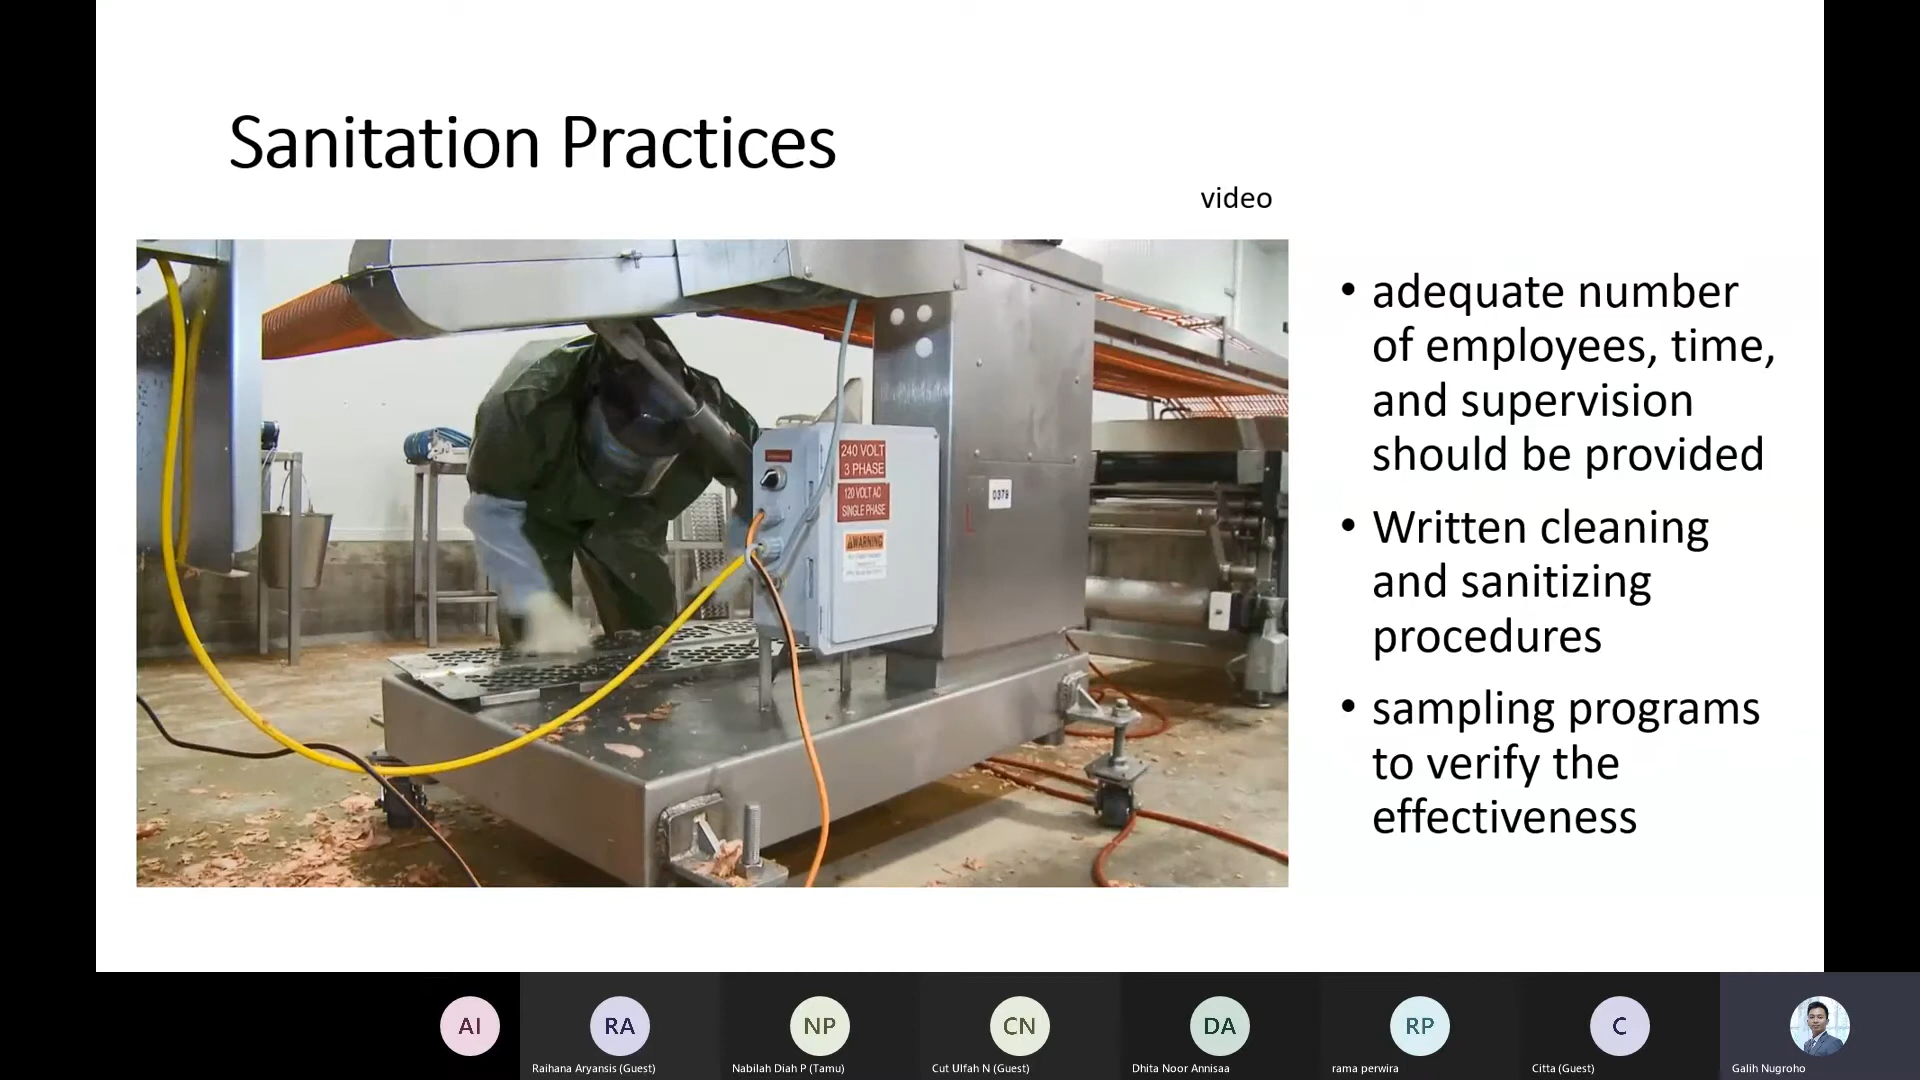 Sanitation Practices
video
240 VOLT
3 PHASE
120 VOLT AC
SINGLE PHASE
WARNING
0379
• adequate number
of employees, time,
and supervision
should be provided
• Written cleaning
and sanitizing
procedures
• sampling programs
to verify the
effectiveness
AI
RA
NP
CN
DA
RP
C
Raihana Aryansis (Guest)
Nabilah Diah P (Tamu)
Cut Ulfah N (Guest)
Dhita Noor Annisaa
rama perwira
Citta (Guest)
Galih Nugroho